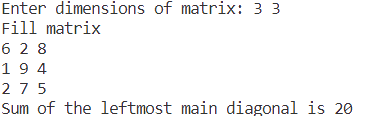 Enter dimensions of matrix: 3 3
Fill matrix
6 2 8
1 9 4
2 7 5
Sum of the leftmost main diagonal is 20